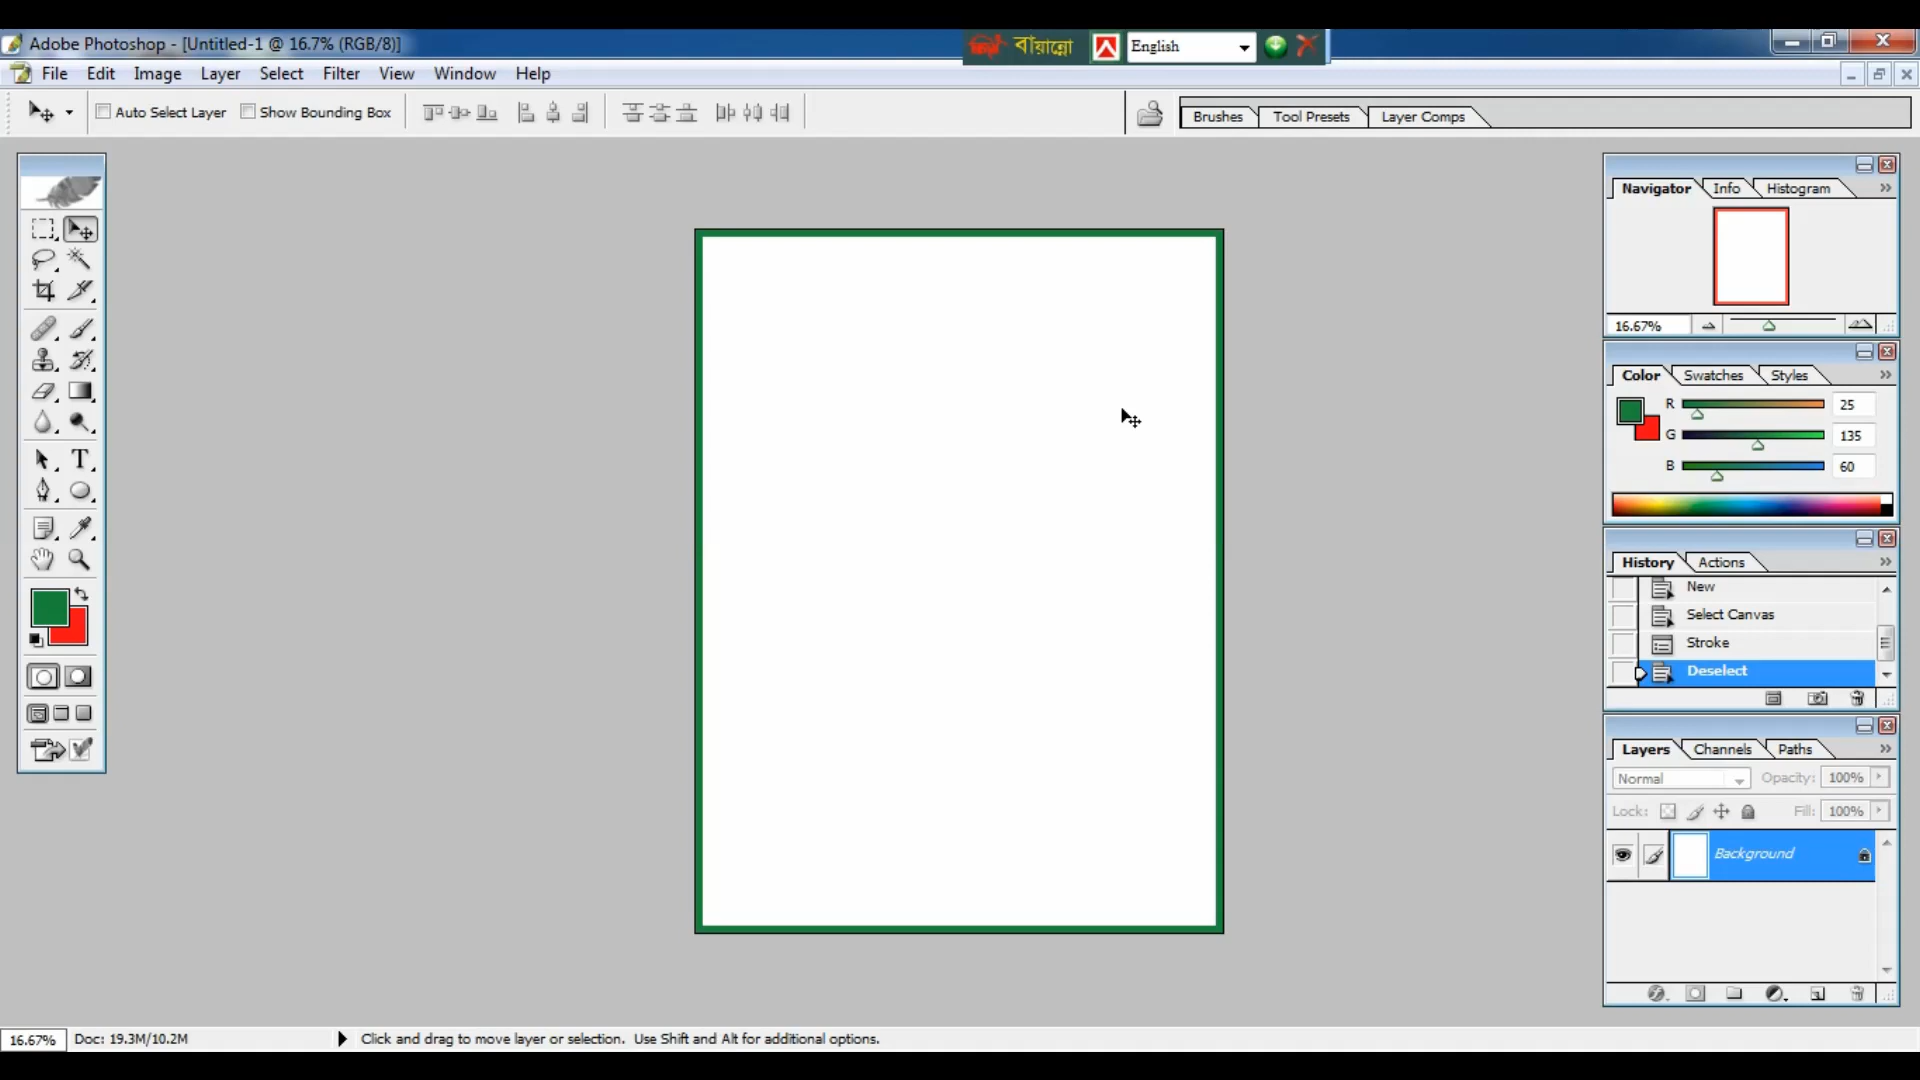 Adobe Photoshop - [Untitled-1 @ 16.7% (RGB/8)]
বায়ান্নো English
File Edit Image Layer Select Filter View Window Help
Auto Select Layer Show Bounding Box
Brushes Tool Presets Layer Comps
Navigator Info Histogram
16.67%
Color Swatches Styles
R 25
G 135
B 60
T
History Actions
New
Select Canvas
Stroke
Deselect
Layers Channels Paths
Normal Opacity: 100%
Lock: Fill: 100%
Background
16.67% Doc: 19.3M/10.2M Click and drag to move layer or selection. Use Shift and Alt for additional options.